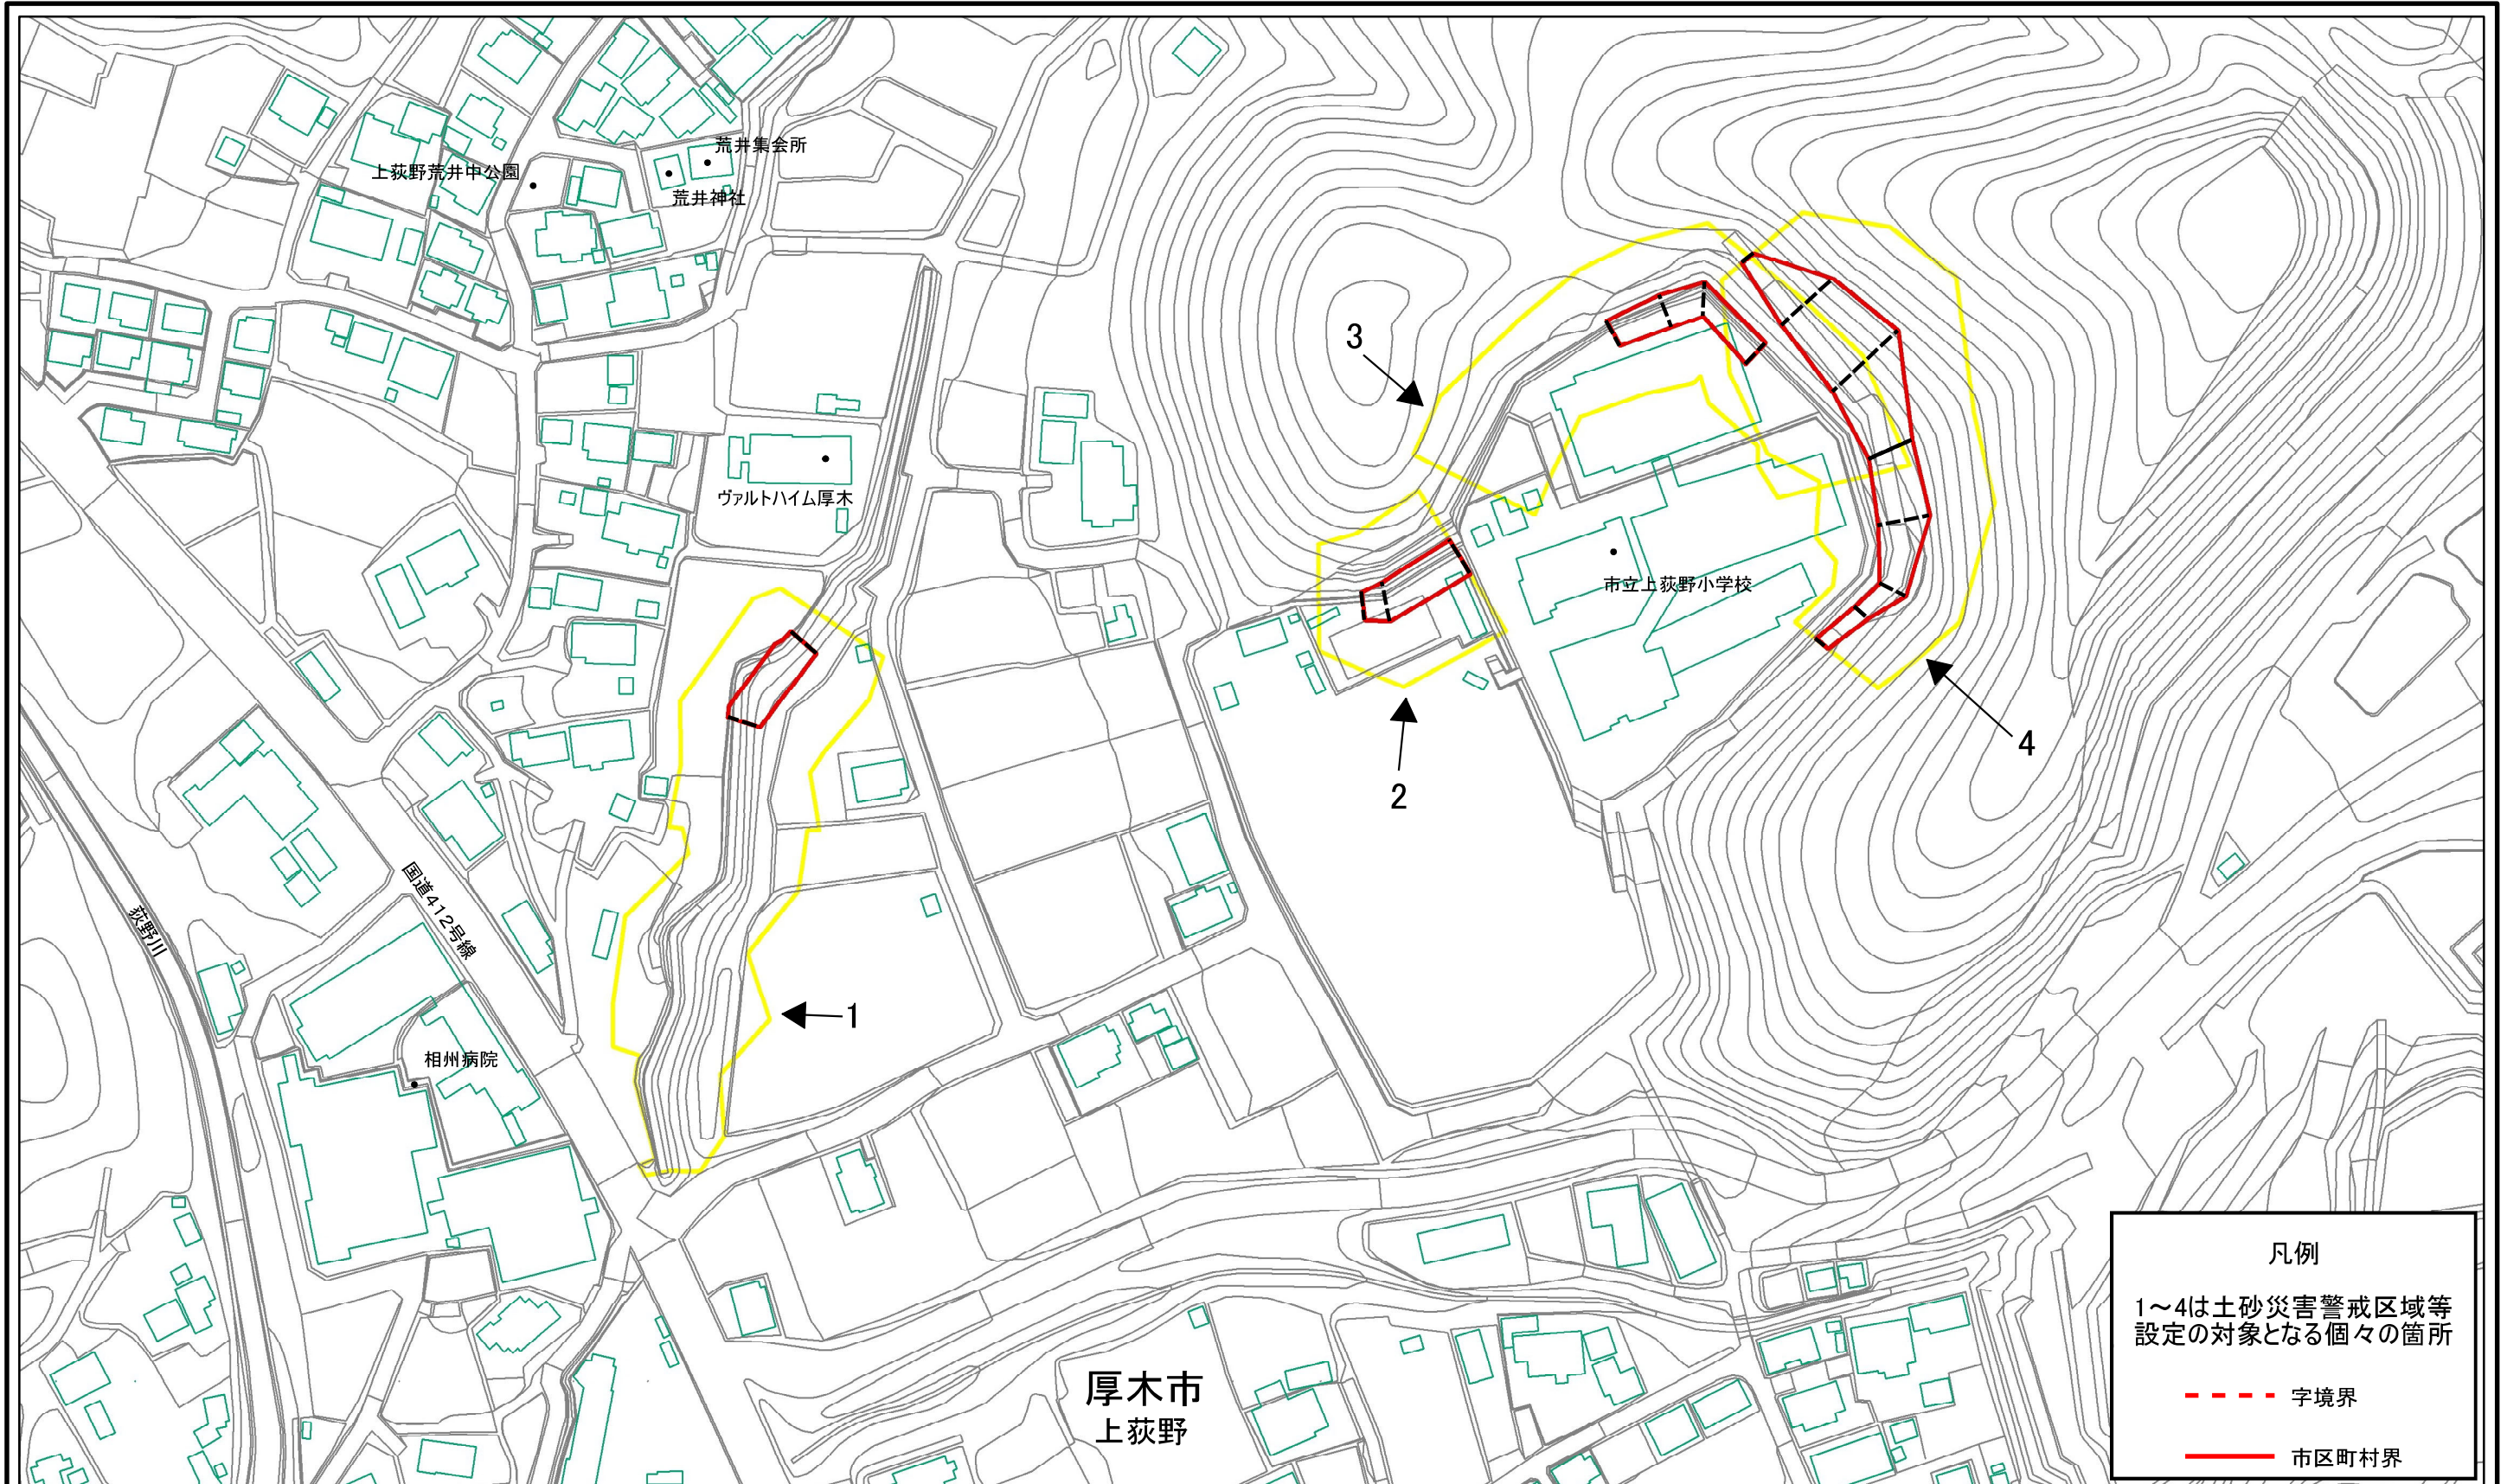 荒井集会所
上荻野荒井中公園
荒井神社
3
ヴァルトハイム厚木
市立上荻野小学校
4
2
国道412号線
荻野川
1
相州病院
厚木市
上荻野
凡例
1～4は土砂災害警戒区域等
設定の対象となる個々の箇所
字境界
市区町村界